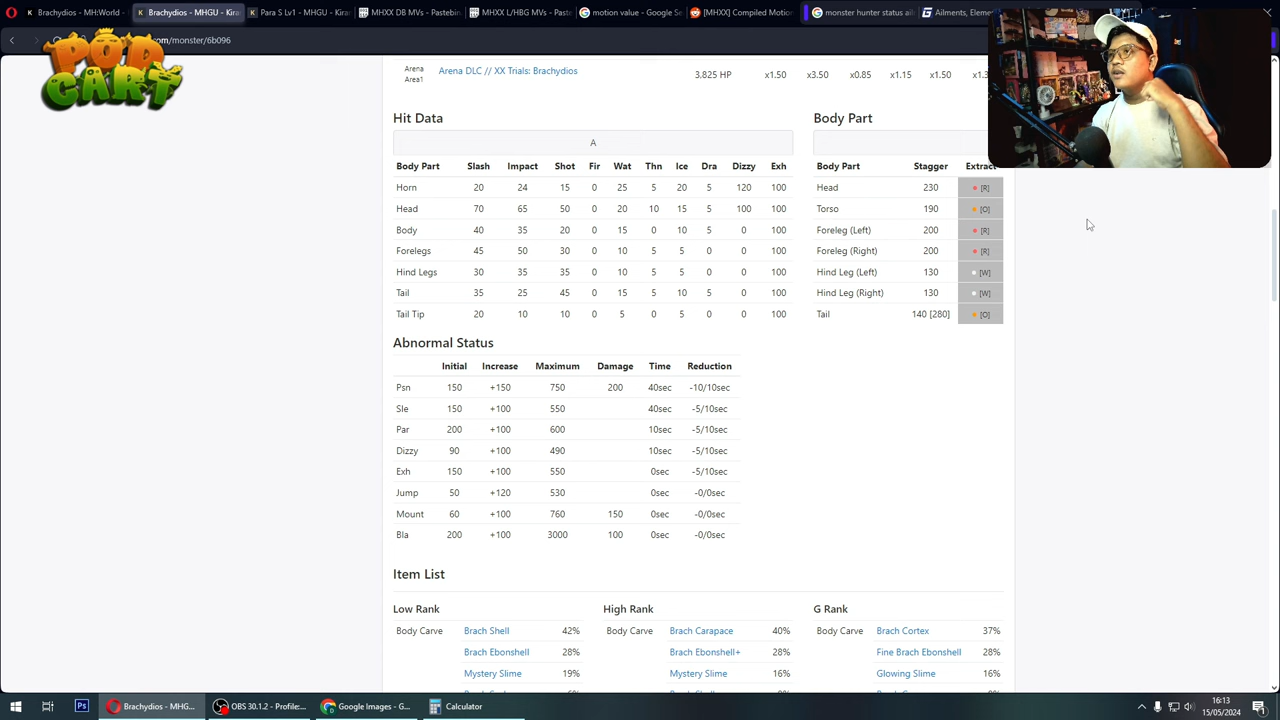 Brachydios - MH:World
Brachydios - MHGU - Kira
Para S Lv1 - MHGU - Kira
MHXX DB MVs - Pastebin
MHXX L/HBG MVs - Paste
motion value - Google Se
[MHXX] Compiled Motion
monster hunter status ail
Ailments, Elemen
com/monster/6b096
POD CART
Arena Area1 Arena DLC // XX Trials: Brachydios 3,825 HP x1.50 x3.50 x0.85 x1.15 x1.50 x1.3
Hit Data Body Part
A
Body Part Slash Impact Shot Fir Wat Thn Ice Dra Dizzy Exh Body Part Stagger Extract
Horn 20 24 15 0 25 5 20 5 120 100 Head 230 [R]
Head 70 65 50 0 20 10 15 5 100 100 Torso 190 [O]
Body 40 35 20 0 15 0 10 5 0 100 Foreleg (Left) 200 [R]
Forelegs 45 50 30 0 10 5 5 0 0 100 Foreleg (Right) 200 [R]
Hind Legs 30 35 35 0 10 5 5 0 0 100 Hind Leg (Left) 130 [W]
Tail 35 25 45 0 15 5 10 5 0 100 Hind Leg (Right) 130 [W]
Tail Tip 20 10 10 0 5 0 5 0 0 100 Tail 140 [280] [O]
Abnormal Status
Initial Increase Maximum Damage Time Reduction
Psn 150 +150 750 200 40sec -10/10sec
Sle 150 +100 550 40sec -5/10sec
Par 200 +100 600 10sec -5/10sec
Dizzy 90 +100 490 10sec -5/10sec
Exh 150 +100 550 0sec -5/10sec
Jump 50 +120 530 0sec -0/0sec
Mount 60 +100 760 150 0sec -0/0sec
Bla 200 +100 3000 100 0sec -0/0sec
Item List
Low Rank High Rank G Rank
Body Carve Brach Shell 42% Body Carve Brach Carapace 40% Body Carve Brach Cortex 37%
Brach Ebonshell 28% Brach Ebonshell+ 28% Fine Brach Ebonshell 28%
Mystery Slime 19% Mystery Slime 16% Glowing Slime 16%
Ps
Brachydios - MHG...
OBS 30.1.2 - Profile:...
Google Images - G...
Calculator
16:13
15/05/2024
1